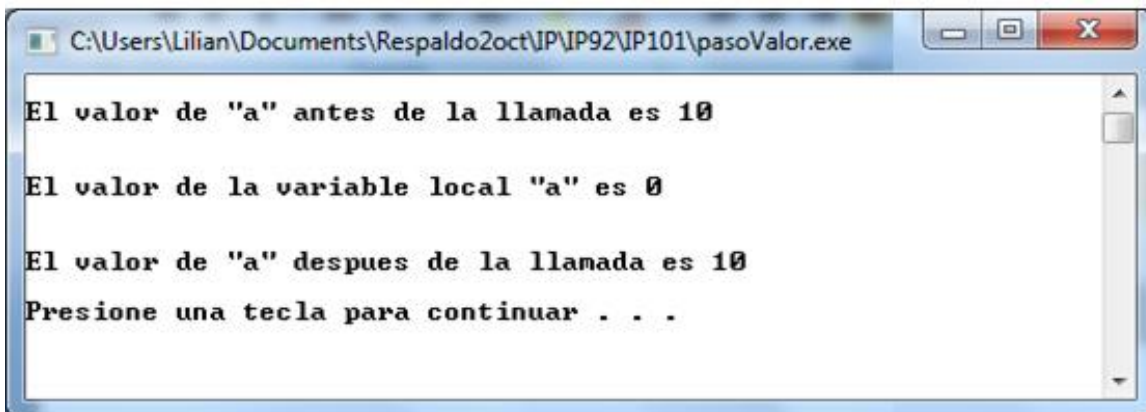 C:\Users\Lilian\Documents\Respaldo2oct\IP\IP92\IP101\pasoValor.exe
El valor de "a" antes de la llamada es 10
El valor de la variable local "a" es 0
El valor de "a" despues de la llamada es 10
Presione una tecla para continuar . . .